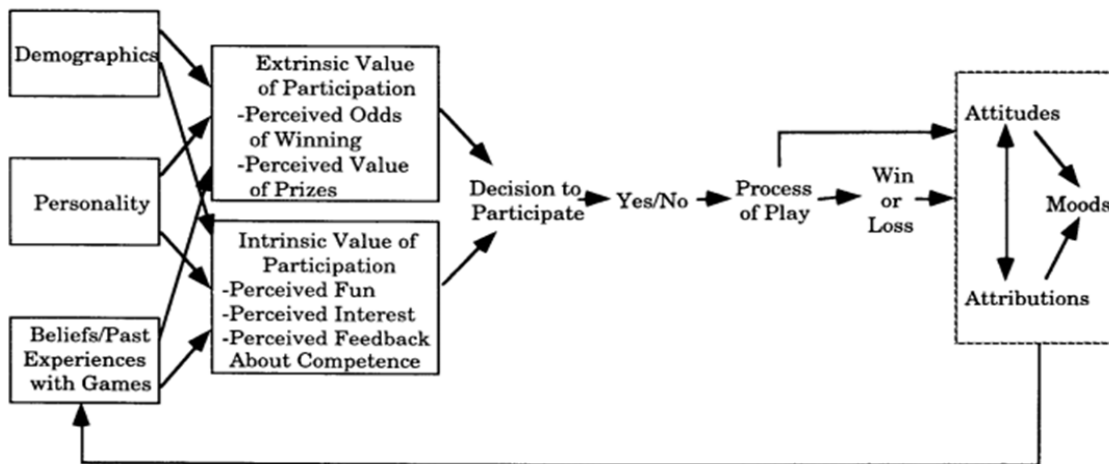 Demographics
Personality
Beliefs/Past
Experiences
with Games
Extrinsic Value
of Participation
-Perceived Odds
of Winning
-Perceived Value
of Prizes
Intrinsic Value of
Participation
-Perceived Fun
-Perceived Interest
-Perceived Feedback
About Competence
Decision to
Participate
Yes/No
Process
of Play
Win
or
Loss
Attitudes
Moods
Attributions